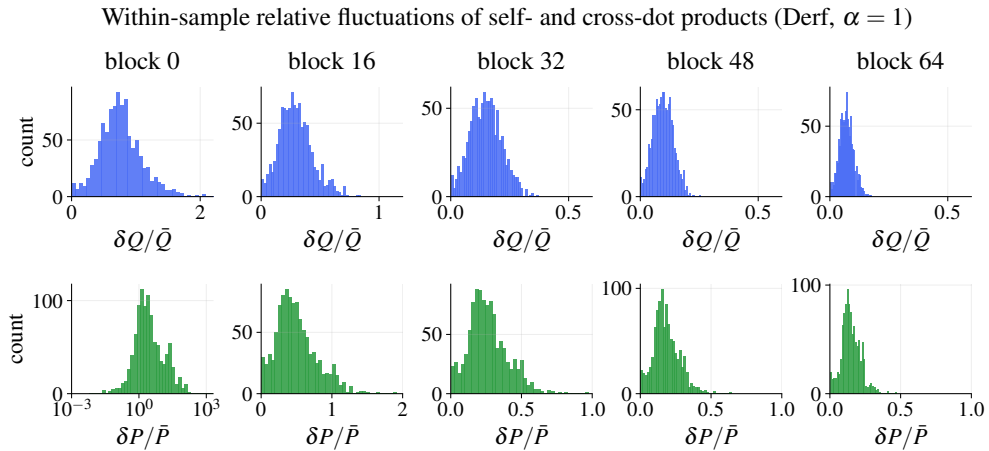 Within-sample relative fluctuations of self- and cross-dot products (Derf, α = 1)
block 0 block 16 block 32 block 48 block 64
count
50 0
50 0
50 0
50 0
50 0
0 2
0 1
0.0 0.5
0.0 0.5
0.0 0.5
δQ/Q̄ δQ/Q̄ δQ/Q̄ δQ/Q̄ δQ/Q̄
count
100 0
50 0
50 0
100 0
100 0
10⁻³ 10⁰ 10³
0 1 2
0.0 0.5 1.0
0.0 0.5 1.0
0.0 0.5 1.0
δP/P̄ δP/P̄ δP/P̄ δP/P̄ δP/P̄